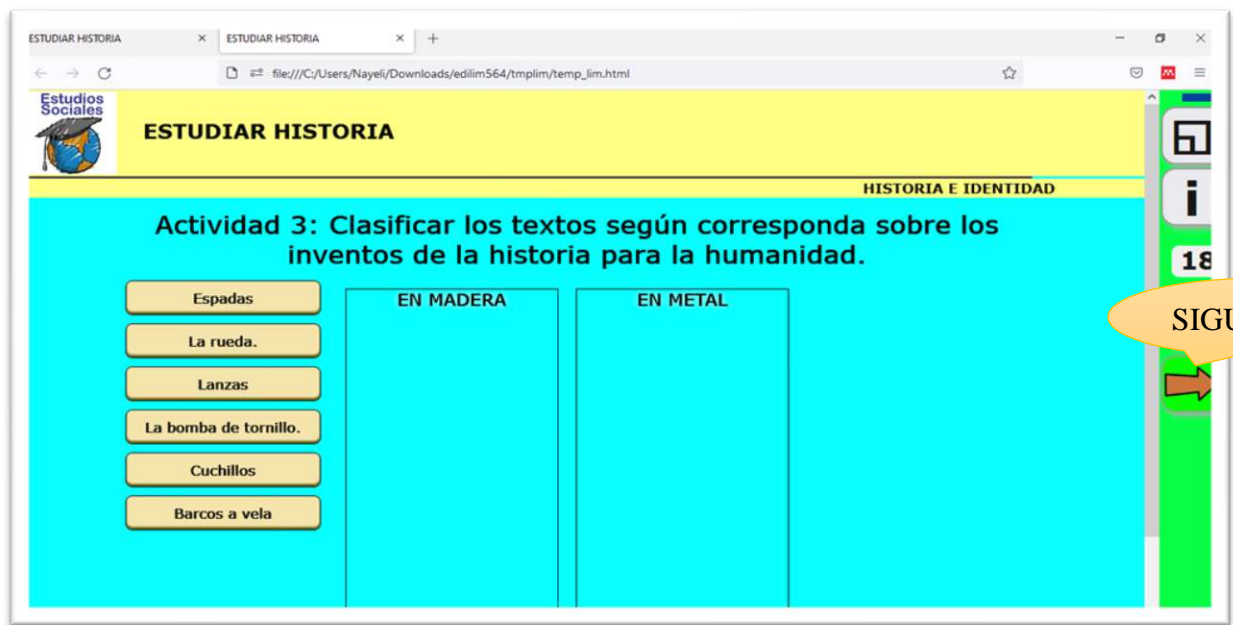 ESTUDIAR HISTORIA
ESTUDIAR HISTORIA
file:///C:/Users/Nayeli/Downloads/edilim564/tmplim/temp_lim.html
Estudios
Sociales
ESTUDIAR HISTORIA
HISTORIA E IDENTIDAD
i
18
Actividad 3: Clasificar los textos según corresponda sobre los
inventos de la historia para la humanidad.
Espadas
La rueda.
Lanzas
La bomba de tornillo.
Cuchillos
Barcos a vela
EN MADERA
EN METAL